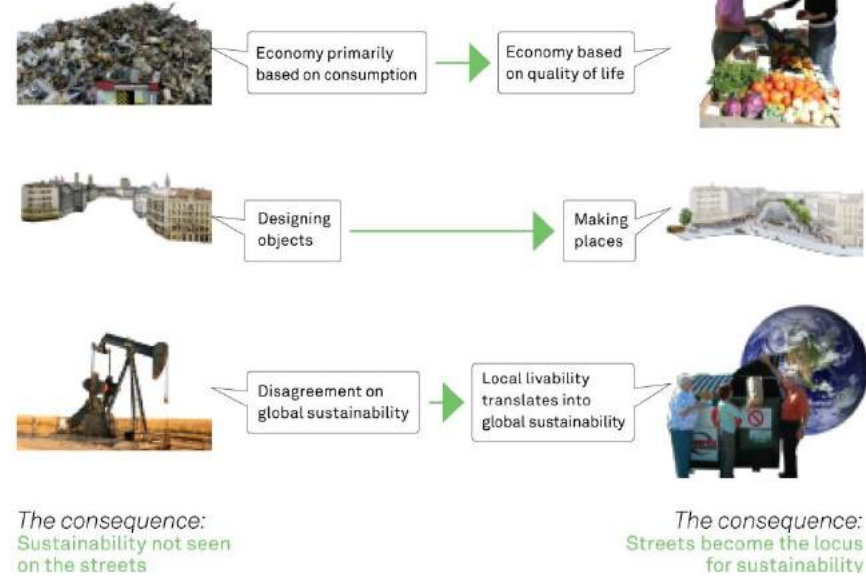 Economy primarily
based on consumption
Economy based
on quality of life
Designing
objects
Making
places
Disagreement on
global sustainability
Local livability
translates into
global sustainability
The consequence:
Sustainability not seen
on the streets
The consequence:
Streets become the locus
for sustainability